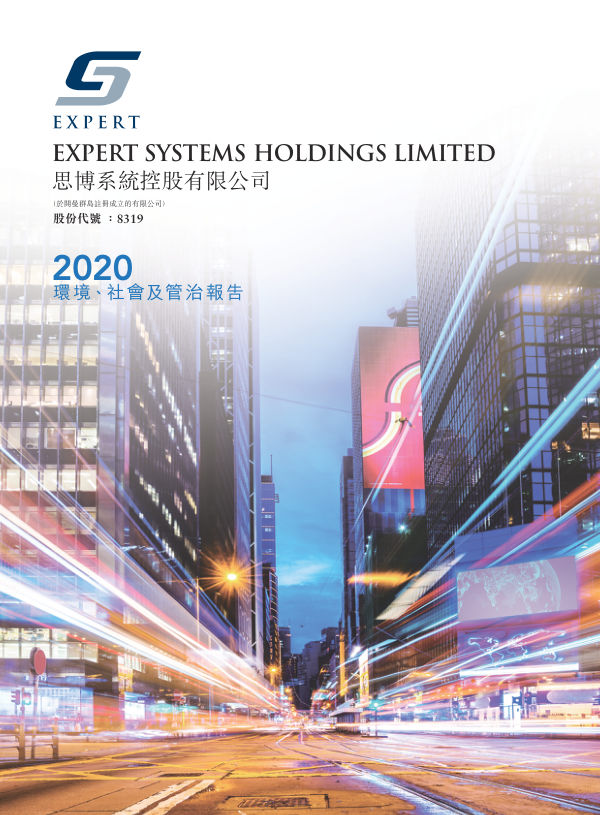 EXPERT
EXPERT SYSTEMS HOLDINGS LIMITED
思博系統控股有限公司
(於開曼群島註冊成立的有限公司)
股份代號 ：8319
2020
環境、社會及管治報告